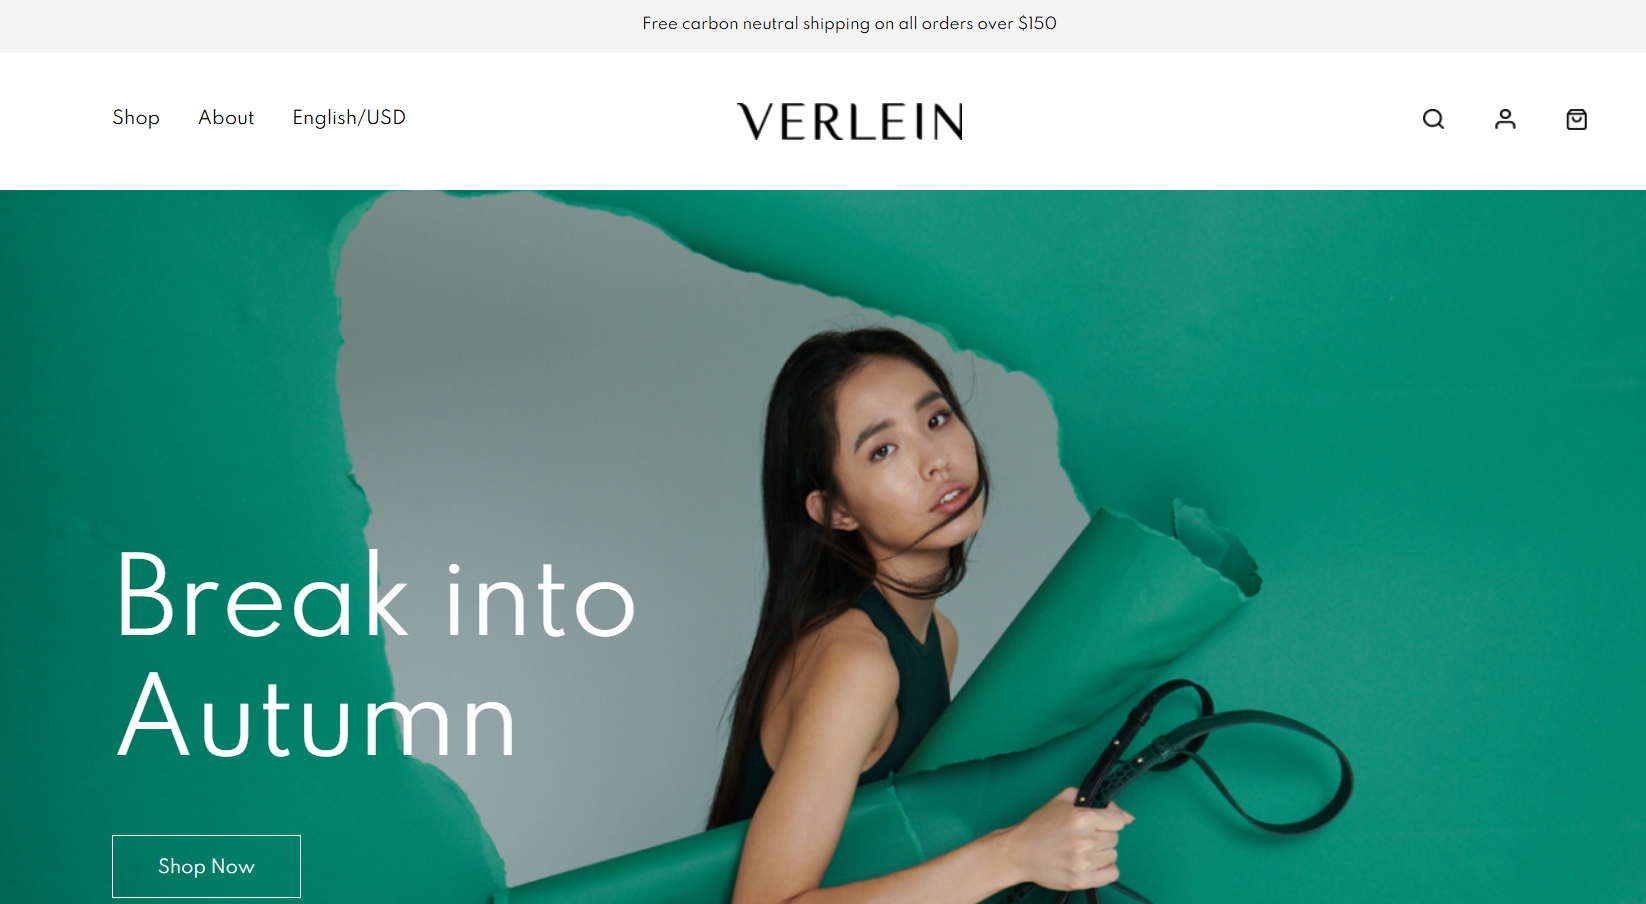 Free carbon neutral shipping on all orders over $150
Shop About English/USD
VERLEIN
Break into
Autumn
Shop Now